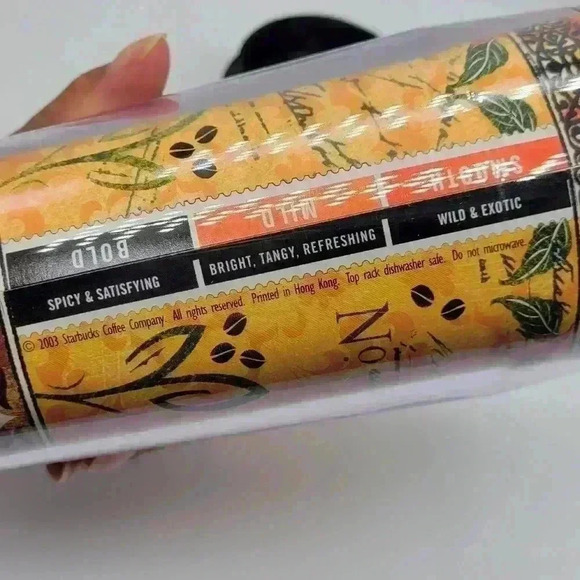 BOLD
MILD
SMOOTH
SPICY & SATISFYING
BRIGHT, TANGY, REFRESHING
WILD & EXOTIC
© 2003 Starbucks Coffee Company. All rights reserved. Printed in Hong Kong. Top rack dishwasher safe. Do not microwave.
No